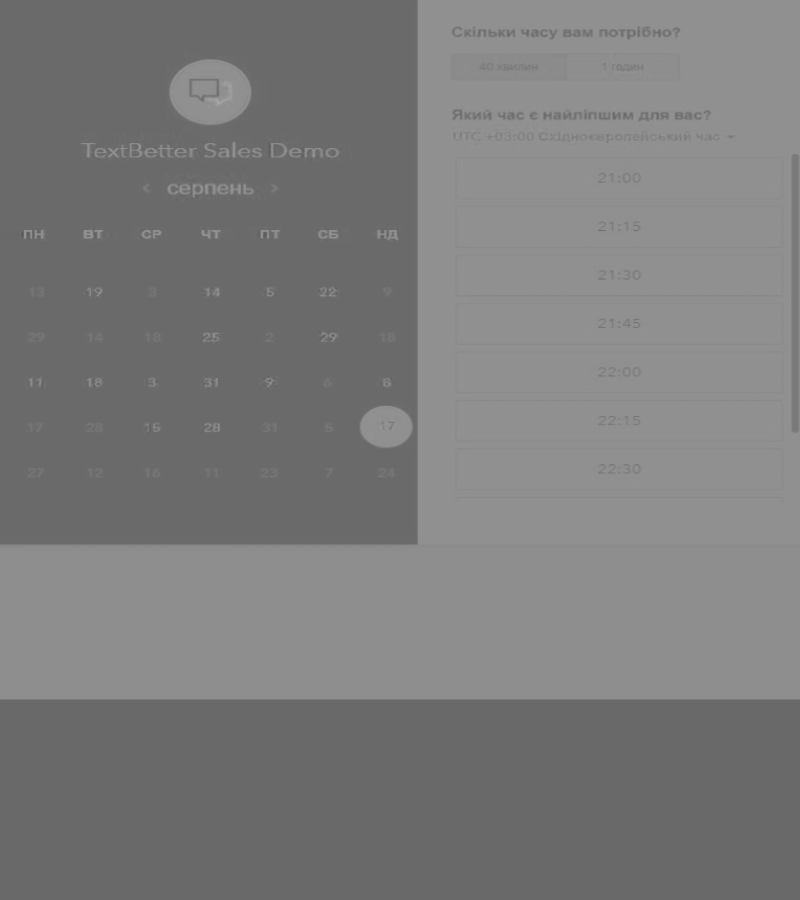 TextBetter Sales Demo
серпень
ПН ВТ СР ЧТ ПТ СБ НД
13 19 3 14 5 22 9
29 14 18 25 2 29 18
11 18 3 31 9 6 8
17 28 15 28 31 5 17
27 12 16 11 23 7 24
Скільки часу вам потрібно?
40 хвилин 1 годин
Який час є найліпшим для вас?
UTC +03:00 Східноєвропейський час
21:00
21:15
21:30
21:45
22:00
22:15
22:30